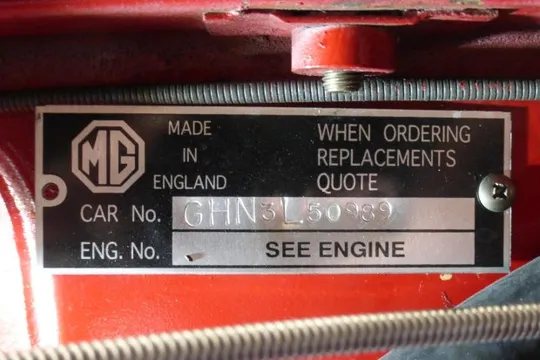 MG
MADE
IN
ENGLAND
WHEN ORDERING
REPLACEMENTS
QUOTE
CAR No. GHN3L50989
ENG. No. SEE ENGINE